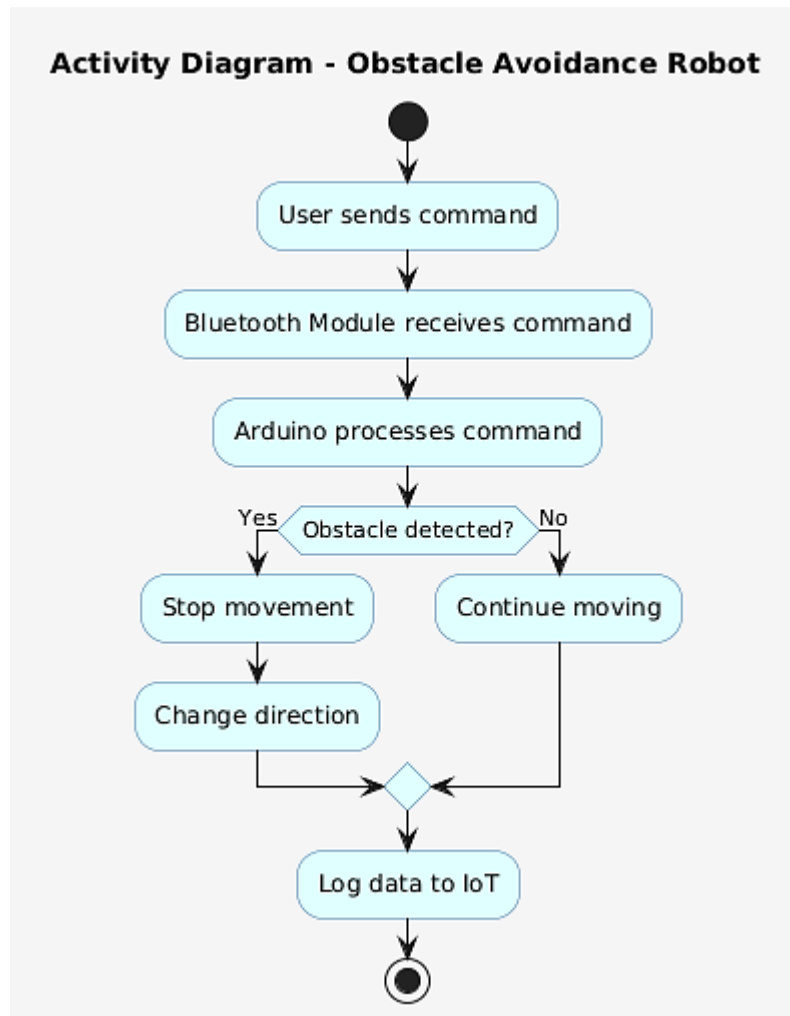 Activity Diagram - Obstacle Avoidance Robot
User sends command
Bluetooth Module receives command
Arduino processes command
Yes
Obstacle detected?
No
Stop movement
Continue moving
Change direction
Log data to IoT